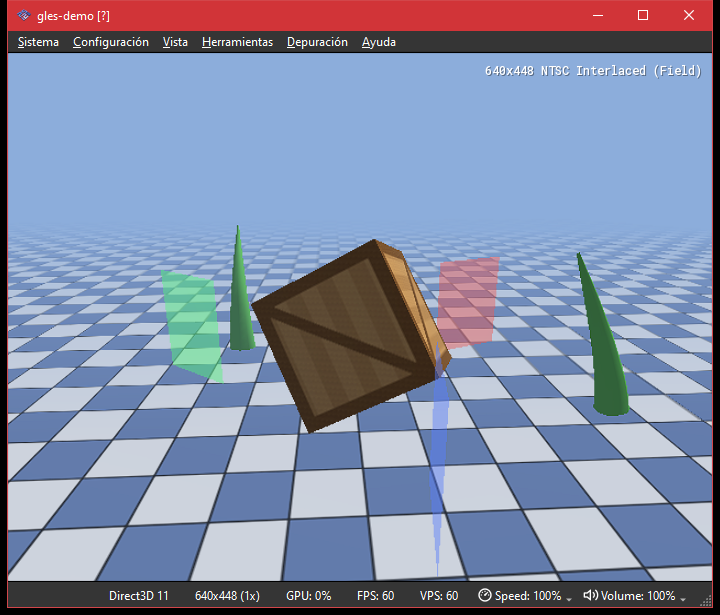 gles-demo [?]
Sistema Configuración Vista Herramientas Depuración Ayuda
640x448 NTSC Interlaced (Field)
Direct3D 11 640x448 (1x) GPU: 0% FPS: 60 VPS: 60 Speed: 100% Volume: 100%